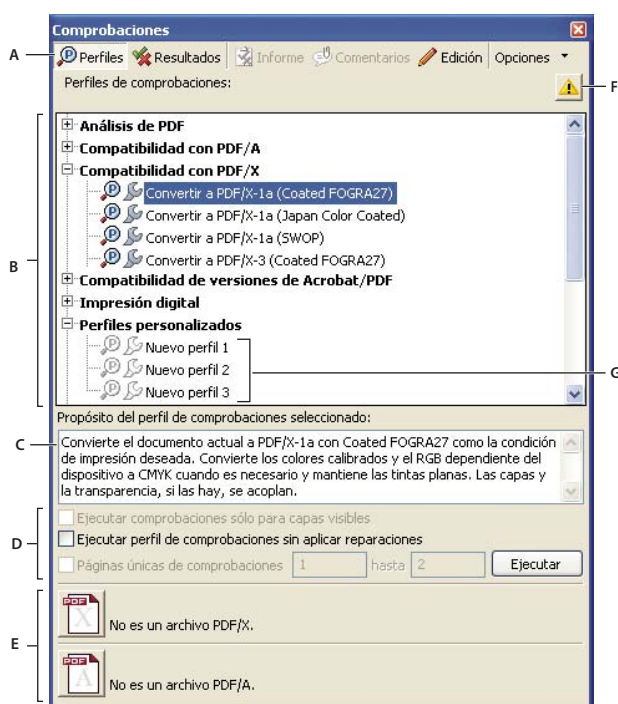 Comprobaciones
A
Perfiles Resultados Informe Comentarios Edición Opciones
Perfiles de comprobaciones:
F
Análisis de PDF
Compatibilidad con PDF/A
Compatibilidad con PDF/X
Convertir a PDF/X-1a (Coated FOGRA27)
Convertir a PDF/X-1a (Japan Color Coated)
Convertir a PDF/X-1a (SWOP)
Convertir a PDF/X-3 (Coated FOGRA27)
B
Compatibilidad de versiones de Acrobat/PDF
Impresión digital
Perfiles personalizados
Nuevo perfil 1
Nuevo perfil 2
G
Nuevo perfil 3
Propósito del perfil de comprobaciones seleccionado:
C
Convierte el documento actual a PDF/X-1a con Coated FOGRA27 como la condición
de impresión deseada. Convierte los colores calibrados y el RGB dependiente del
dispositivo a CMYK cuando es necesario y mantiene las tintas planas. Las capas y
la transparencia, si las hay, se acoplan.
Ejecutar comprobaciones sólo para capas visibles
D
Ejecutar perfil de comprobaciones sin aplicar reparaciones
Páginas únicas de comprobaciones 1 hasta 2 Ejecutar
PDF
No es un archivo PDF/X.
E
PDF
No es un archivo PDF/A.